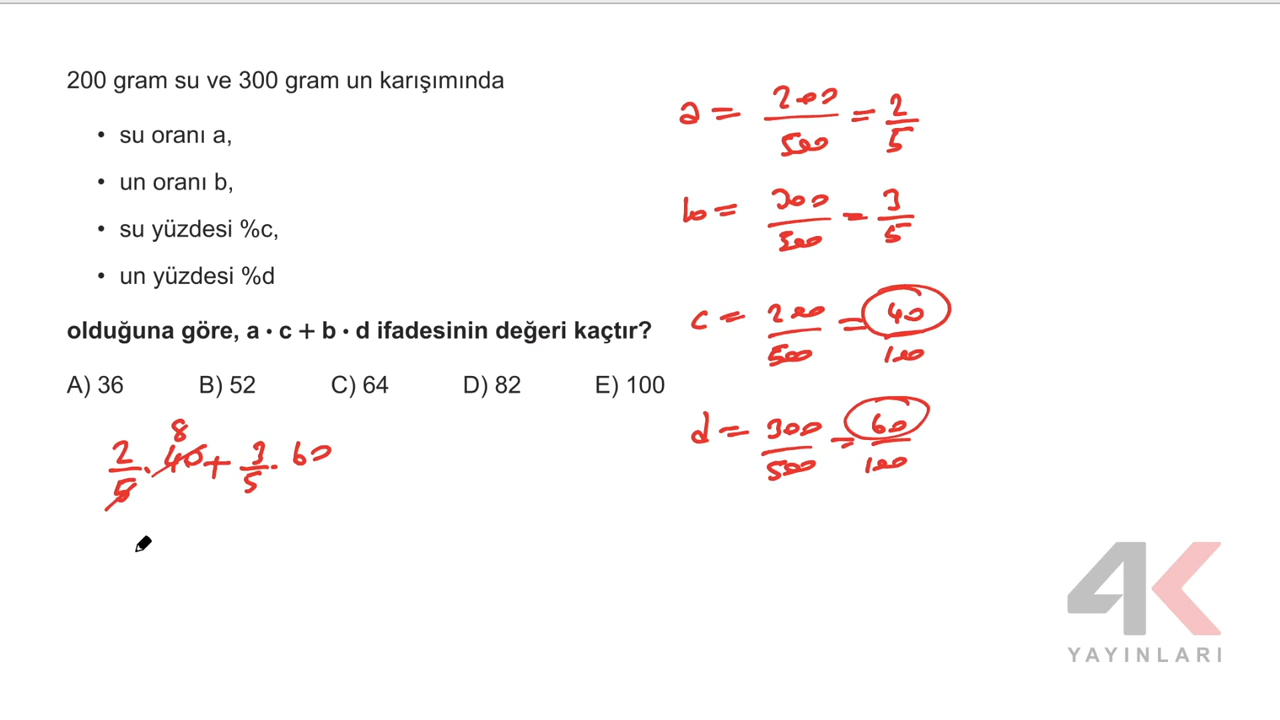 200 gram su ve 300 gram un karışımında
• su oranı a,
• un oranı b,
• su yüzdesi %c,
• un yüzdesi %d
olduğuna göre, a • c + b • d ifadesinin değeri kaçtır?
A) 36 B) 52 C) 64 D) 82 E) 100
8
2/5 . 40 + 3/5 . 60
a = 200/500 = 2/5
b = 300/500 = 3/5
c = 200/500 = 40/100
d = 300/500 = 60/100
4K
YAYINLARI